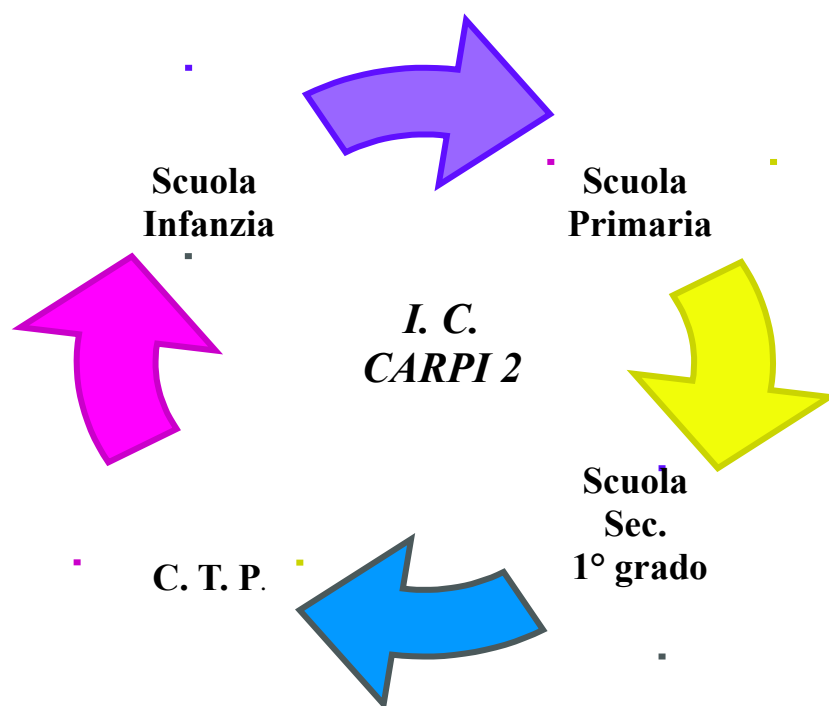 Scuola
Infanzia
Scuola
Primaria
I. C.
CARPI 2
Scuola
Sec.
1° grado
C. T. P.